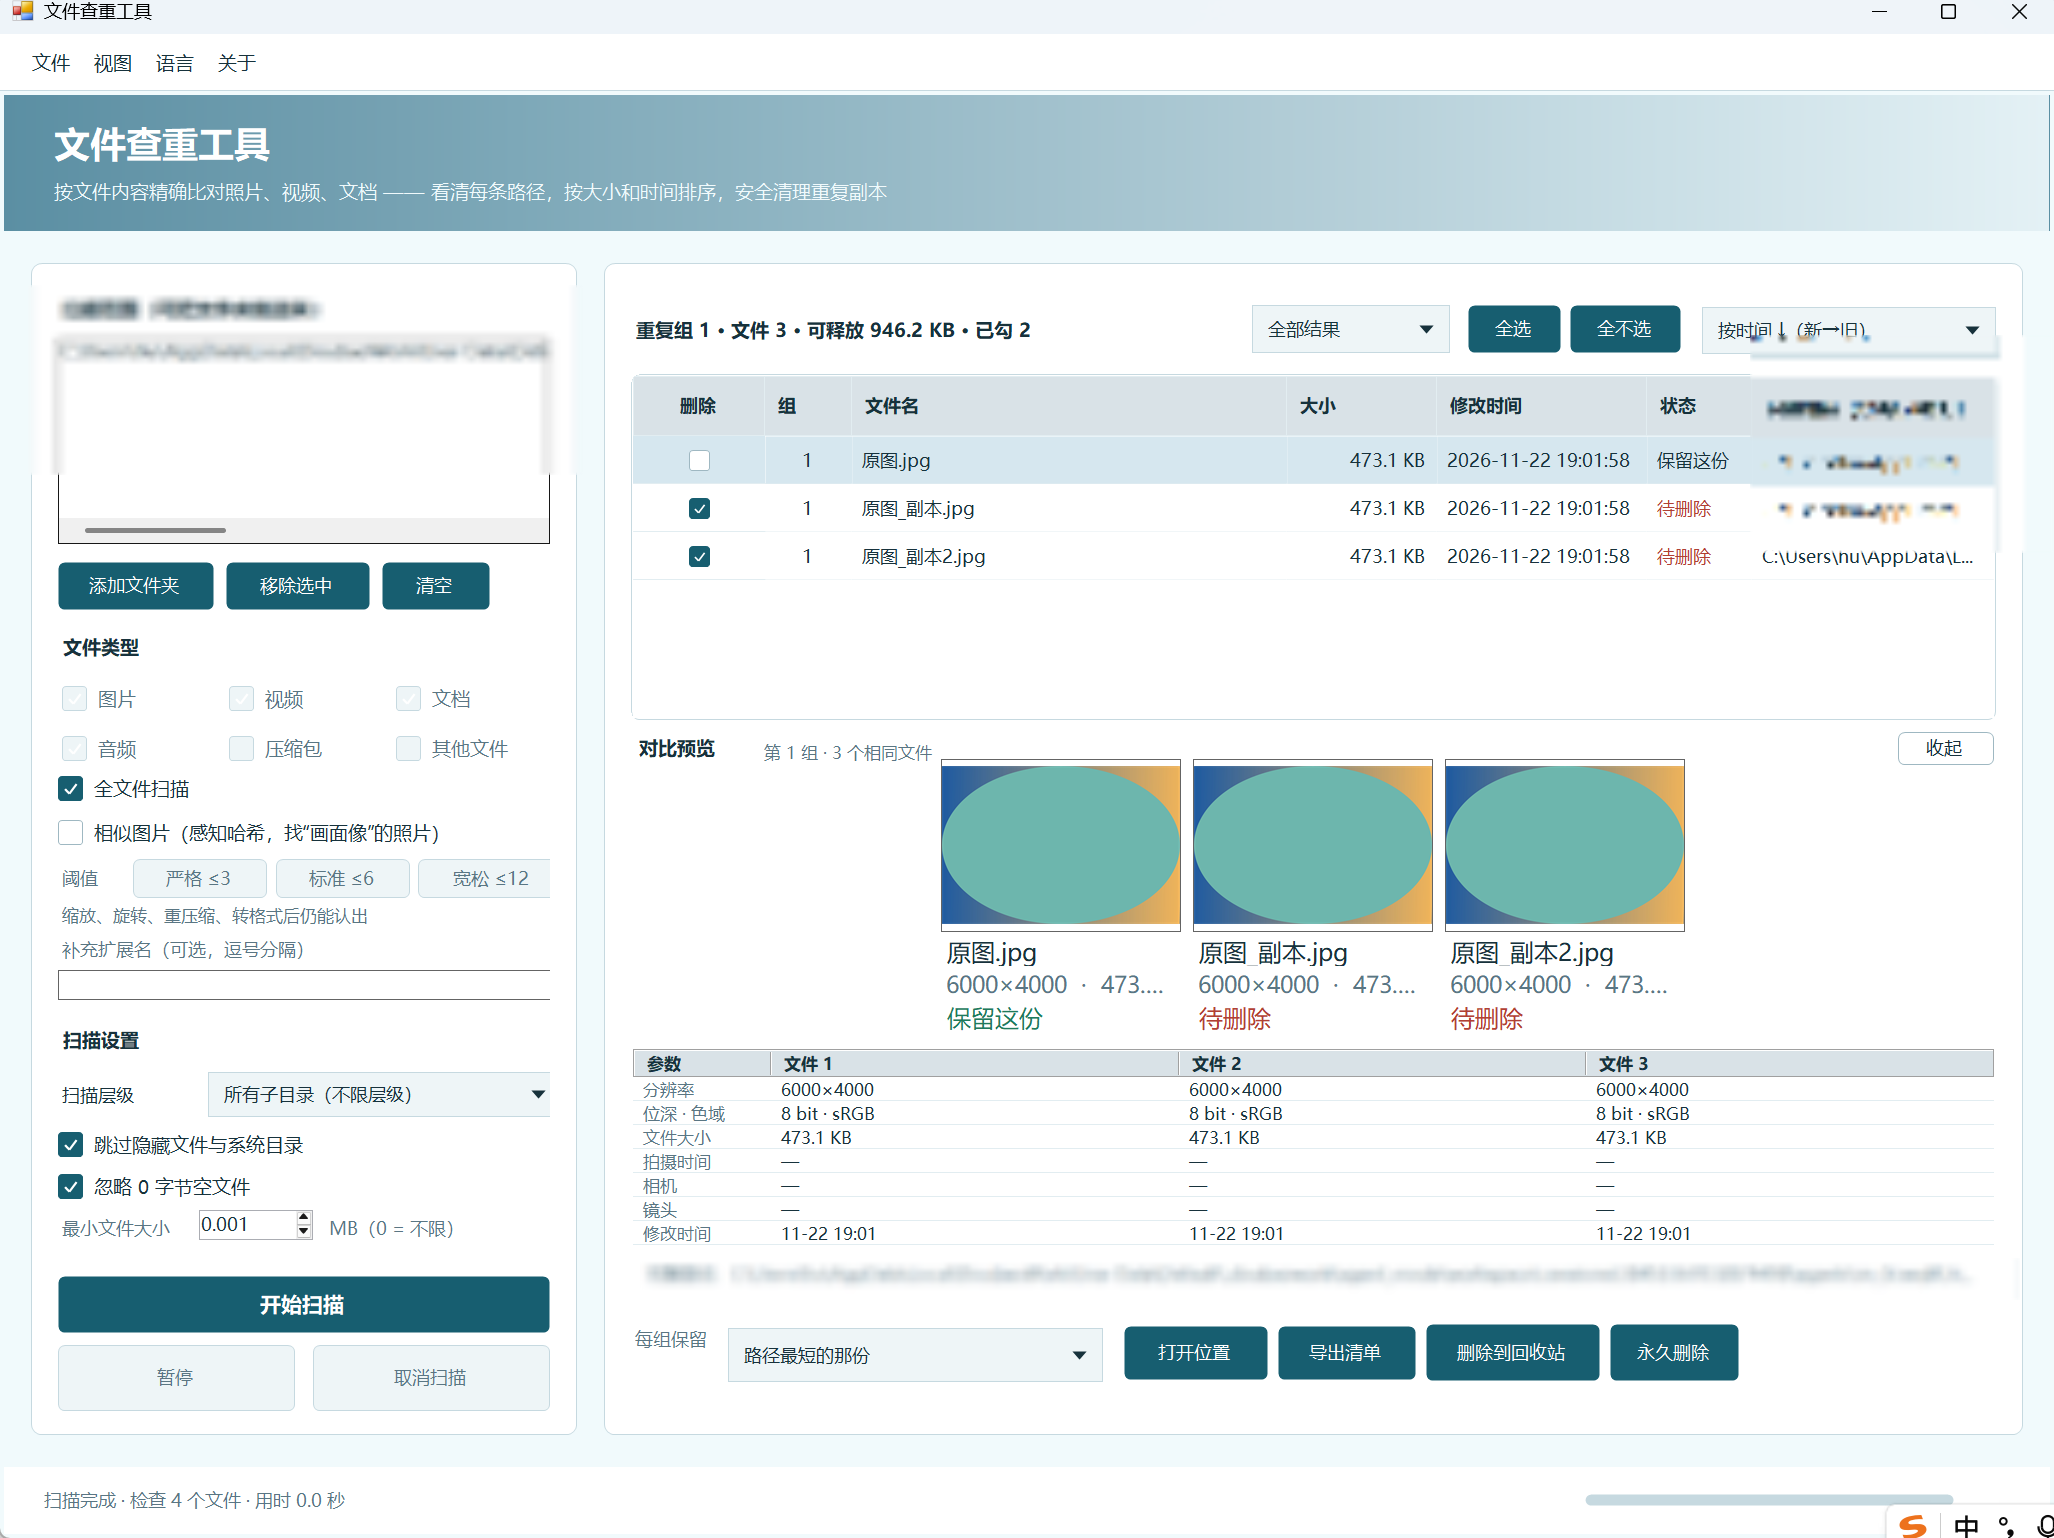 文件查重工具
文件 视图 语言 关于
文件查重工具
按文件内容精确比对照片、视频、文档 —— 看清每条路径，按大小和时间排序，安全清理重复副本
添加文件夹 移除选中 清空
文件类型
图片 视频 文档
音频 压缩包 其他文件
全文件扫描
相似图片（感知哈希，找“画面像”的照片）
阈值 严格 ≤3 标准 ≤6 宽松 ≤12
缩放、旋转、重压缩、转格式后仍能认出
补充扩展名（可选，逗号分隔）
扫描设置
扫描层级 所有子目录（不限层级）
跳过隐藏文件与系统目录
忽略 0 字节空文件
最小文件大小 0.001 MB（0 = 不限）
开始扫描
暂停 取消扫描
重复组 1 · 文件 3 · 可释放 946.2 KB · 已勾 2
全部结果 全选 全不选 按时间 ↓（新→旧）
删除 组 文件名 大小 修改时间 状态
1 原图.jpg 473.1 KB 2026-11-22 19:01:58 保留这份
1 原图_副本.jpg 473.1 KB 2026-11-22 19:01:58 待删除
1 原图_副本2.jpg 473.1 KB 2026-11-22 19:01:58 待删除 C:\Users\hu\AppData\L...
对比预览 第 1 组 · 3 个相同文件 收起
原图.jpg 原图_副本.jpg 原图_副本2.jpg
6000×4000 · 473.... 6000×4000 · 473.... 6000×4000 · 473....
保留这份 待删除 待删除
参数 文件 1 文件 2 文件 3
分辨率 6000×4000 6000×4000 6000×4000
位深 · 色域 8 bit · sRGB 8 bit · sRGB 8 bit · sRGB
文件大小 473.1 KB 473.1 KB 473.1 KB
拍摄时间 — — —
相机 — — —
镜头 — — —
修改时间 11-22 19:01 11-22 19:01 11-22 19:01
每组保留 路径最短的那份 打开位置 导出清单 删除到回收站 永久删除
扫描完成 · 检查 4 个文件 · 用时 0.0 秒
中